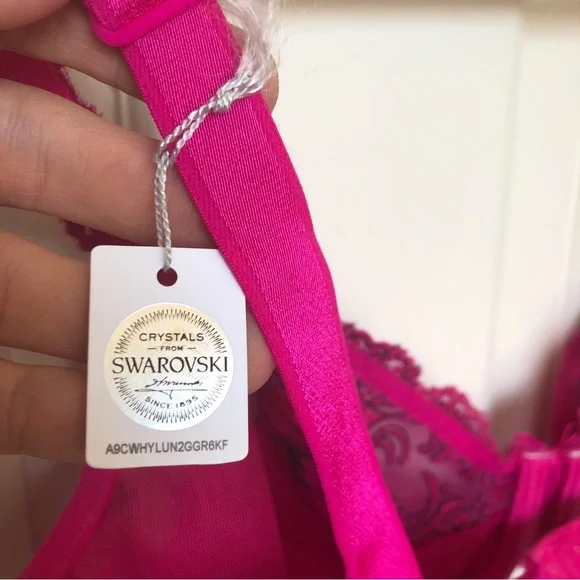 CRYSTALS
FROM
SWAROVSKI
SINCE 1895
A9CWHYLUN2GGR6KF